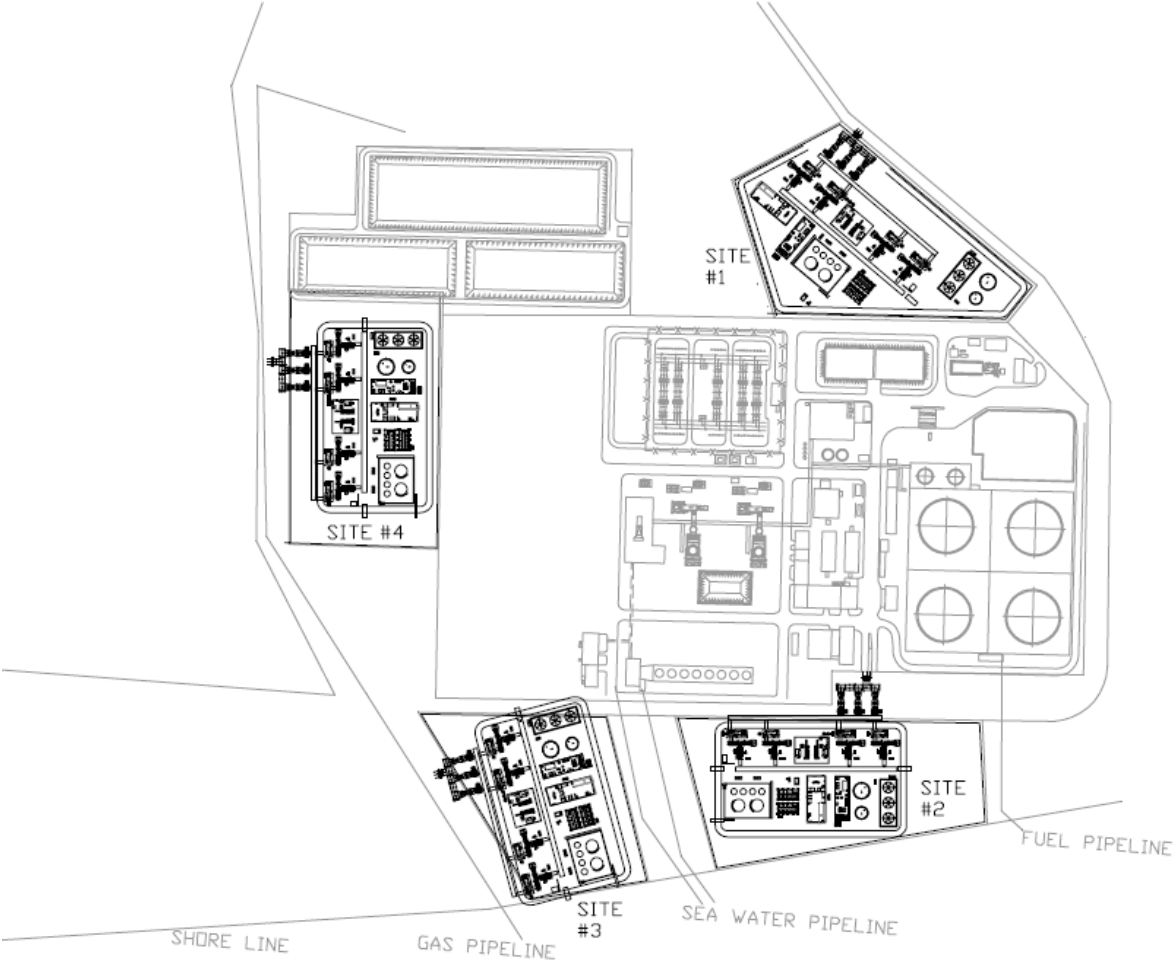 SITE
#1
SITE #4
SITE
#2
FUEL PIPELINE
SITE
#3
SEA WATER PIPELINE
SHORE LINE
GAS PIPELINE